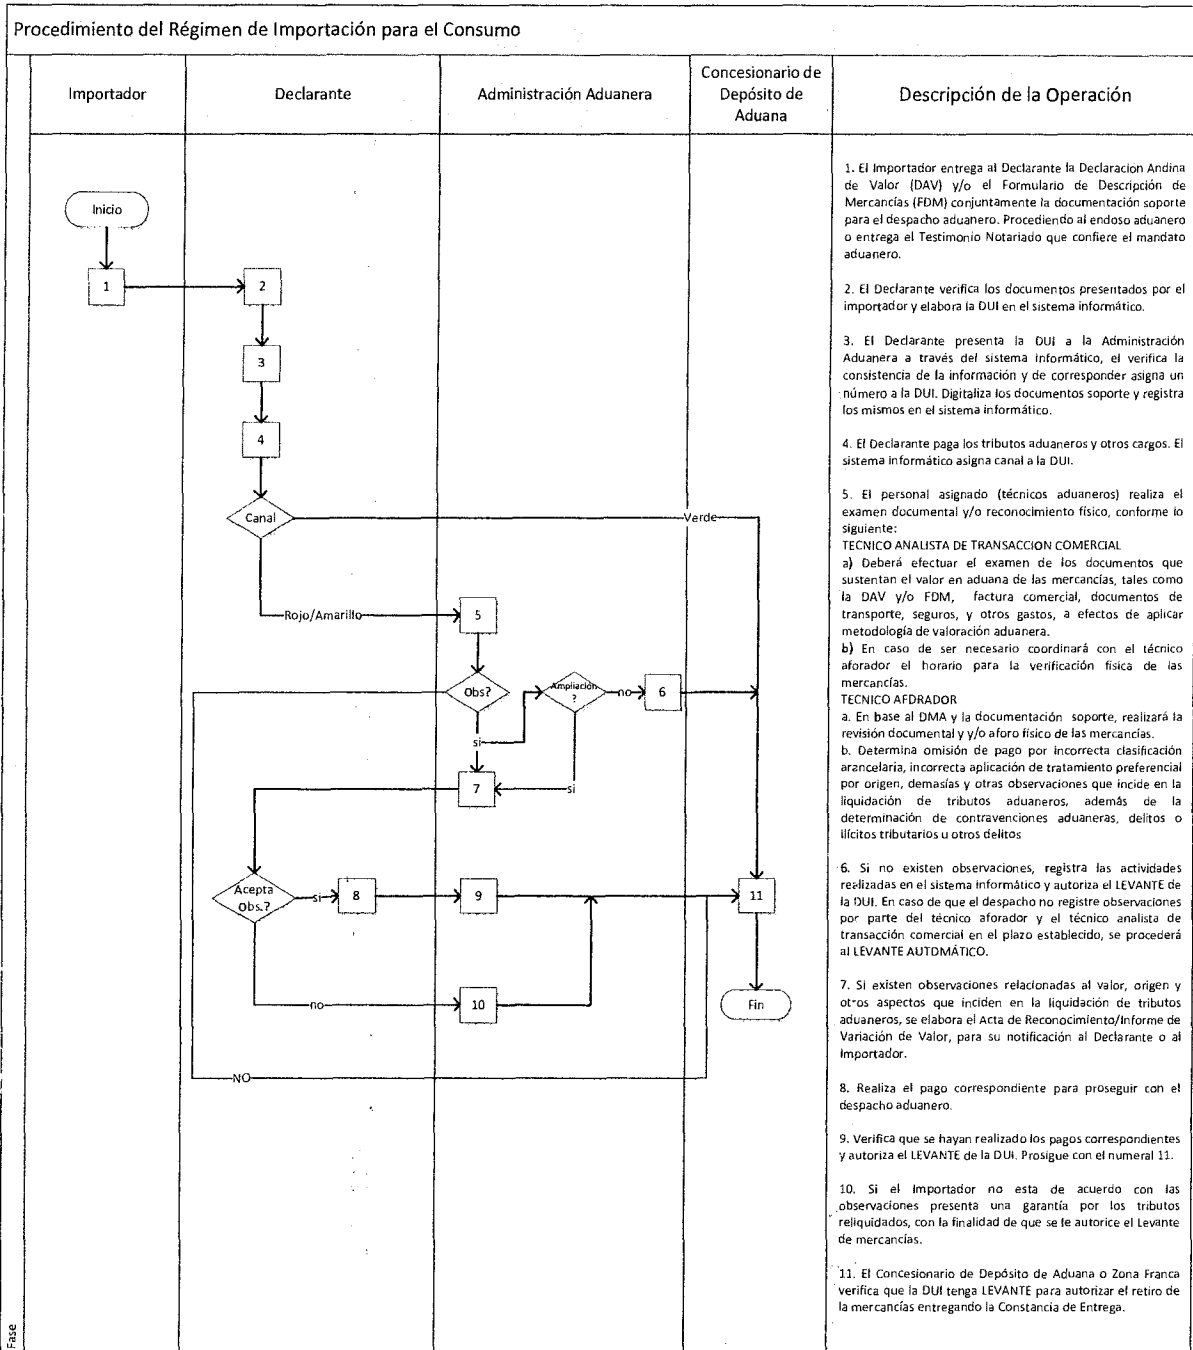 Procedimiento del Régimen de Importación para el Consumo
Importador
Declarante
Administración Aduanera
Concesionario de
Depósito de
Aduana
Descripción de la Operación
Inicio
1
2
3
4
Canal
Verde
Rojo/Amarillo
5
Obs?
Ampliación
?
no
6
si
7
si
Acepta
Obs.?
si
8
9
11
no
10
Fin
NO
Fase
1. El Importador entrega al Declarante la Declaración Andina
de Valor (DAV) y/o el Formulario de Descripción de
Mercancías (FDM) conjuntamente la documentación soporte
para el despacho aduanero. Procediendo al endoso aduanero
o entrega el Testimonio Notariado que confiere el mandato
aduanero.
2. El Declarante verifica los documentos presentados por el
importador y elabora la DUI en el sistema informático.
3. El Declarante presenta la DUI a la Administración
Aduanera a través del sistema informático, el verifica la
consistencia de la información y de corresponder asigna un
número a la DUI. Digitaliza los documentos soporte y registra
los mismos en el sistema informático.
4. El Declarante paga los tributos aduaneros y otros cargos. El
sistema informático asigna canal a la DUI.
5. El personal asignado (técnicos aduaneros) realiza el
examen documental y/o reconocimiento físico, conforme lo
siguiente:
TECNICO ANALISTA DE TRANSACCION COMERCIAL
a) Deberá efectuar el examen de los documentos que
sustentan el valor en aduana de las mercancías, tales como
la DAV y/o FDM, factura comercial, documentos de
transporte, seguros, y otros gastos, a efectos de aplicar
metodología de valoración aduanera.
b) En caso de ser necesario coordinará con el técnico
aforador el horario para la verificación física de las
mercancías.
TECNICO AFDRADOR
a. En base al DMA y la documentación soporte, realizará la
revisión documental y y/o aforo físico de las mercancías.
b. Determina omisión de pago por incorrecta clasificación
arancelaria, incorrecta aplicación de tratamiento preferencial
por origen, demasías y otras observaciones que incide en la
liquidación de tributos aduaneros, además de la
determinación de contravenciones aduaneras, delitos o
ilícitos tributarios u otros delitos
6. Si no existen observaciones, registra las actividades
realizadas en el sistema informático y autoriza el LEVANTE de
la DUI. En caso de que el despacho no registre observaciones
por parte del técnico aforador y el técnico analista de
transacción comercial en el plazo establecido, se procederá
al LEVANTE AUTDMÁTICO.
7. Si existen observaciones relacionadas al valor, origen y
otros aspectos que inciden en la liquidación de tributos
aduaneros, se elabora el Acta de Reconocimiento/Informe de
Variación de Valor, para su notificación al Declarante o al
Importador.
8. Realiza el pago correspondiente para proseguir con el
despacho aduanero.
9. Verifica que se hayan realizado los pagos correspondientes
y autoriza el LEVANTE de la DUI. Prosigue con el numeral 11.
10. Si el Importador no esta de acuerdo con las
observaciones presenta una garantía por los tributos
reliquidados, con la finalidad de que se le autorice el Levante
de mercancías.
11. El Concesionario de Depósito de Aduana o Zona Franca
verifica que la DUI tenga LEVANTE para autorizar el retiro de
la mercancías entregando la Constancia de Entrega.